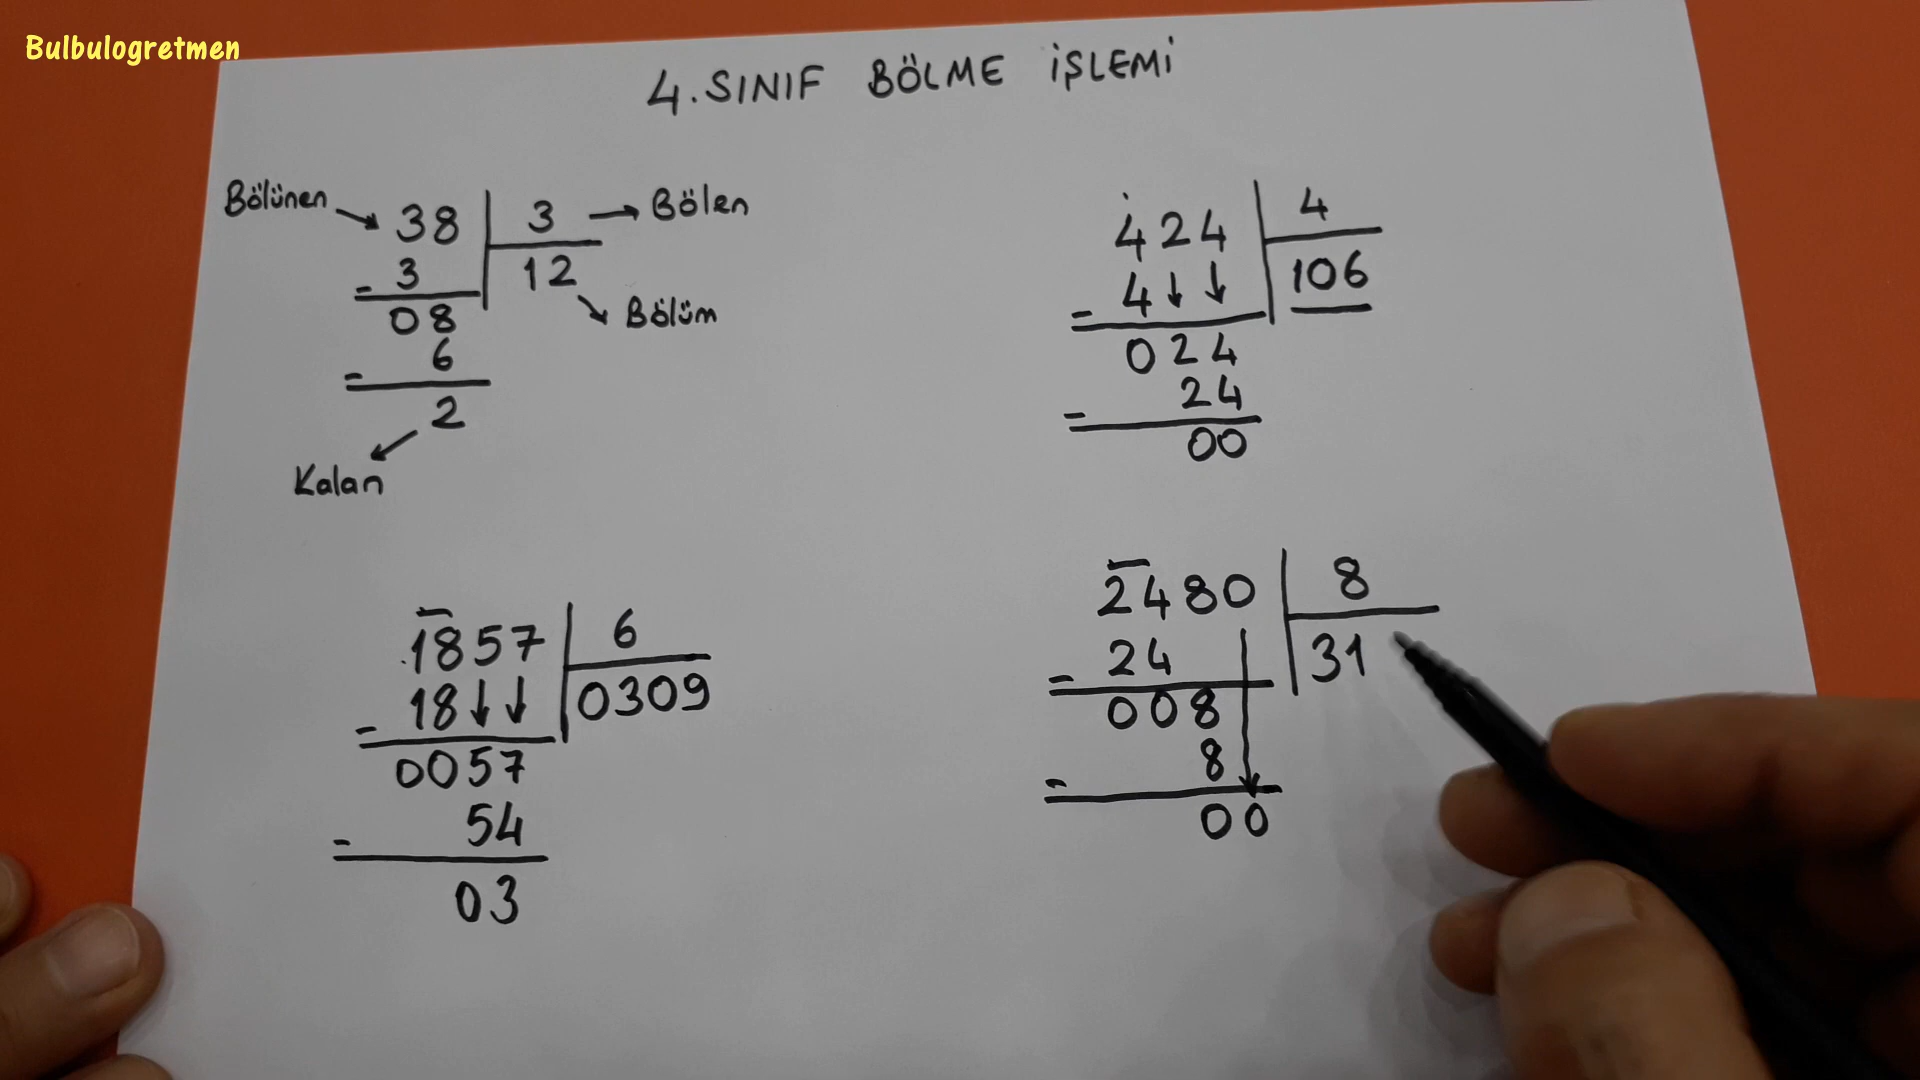 Bulbulogretmen
4. SINIF BÖLME İŞLEMİ
Bölünen 38 3 Bölen
- 3 12
08 Bölüm
- 6
2
Kalan
424 4
- 4 106
024
- 24
00
1857 6
- 18 0309
0057
- 54
03
2480 8
- 24 31
008
- 8
00